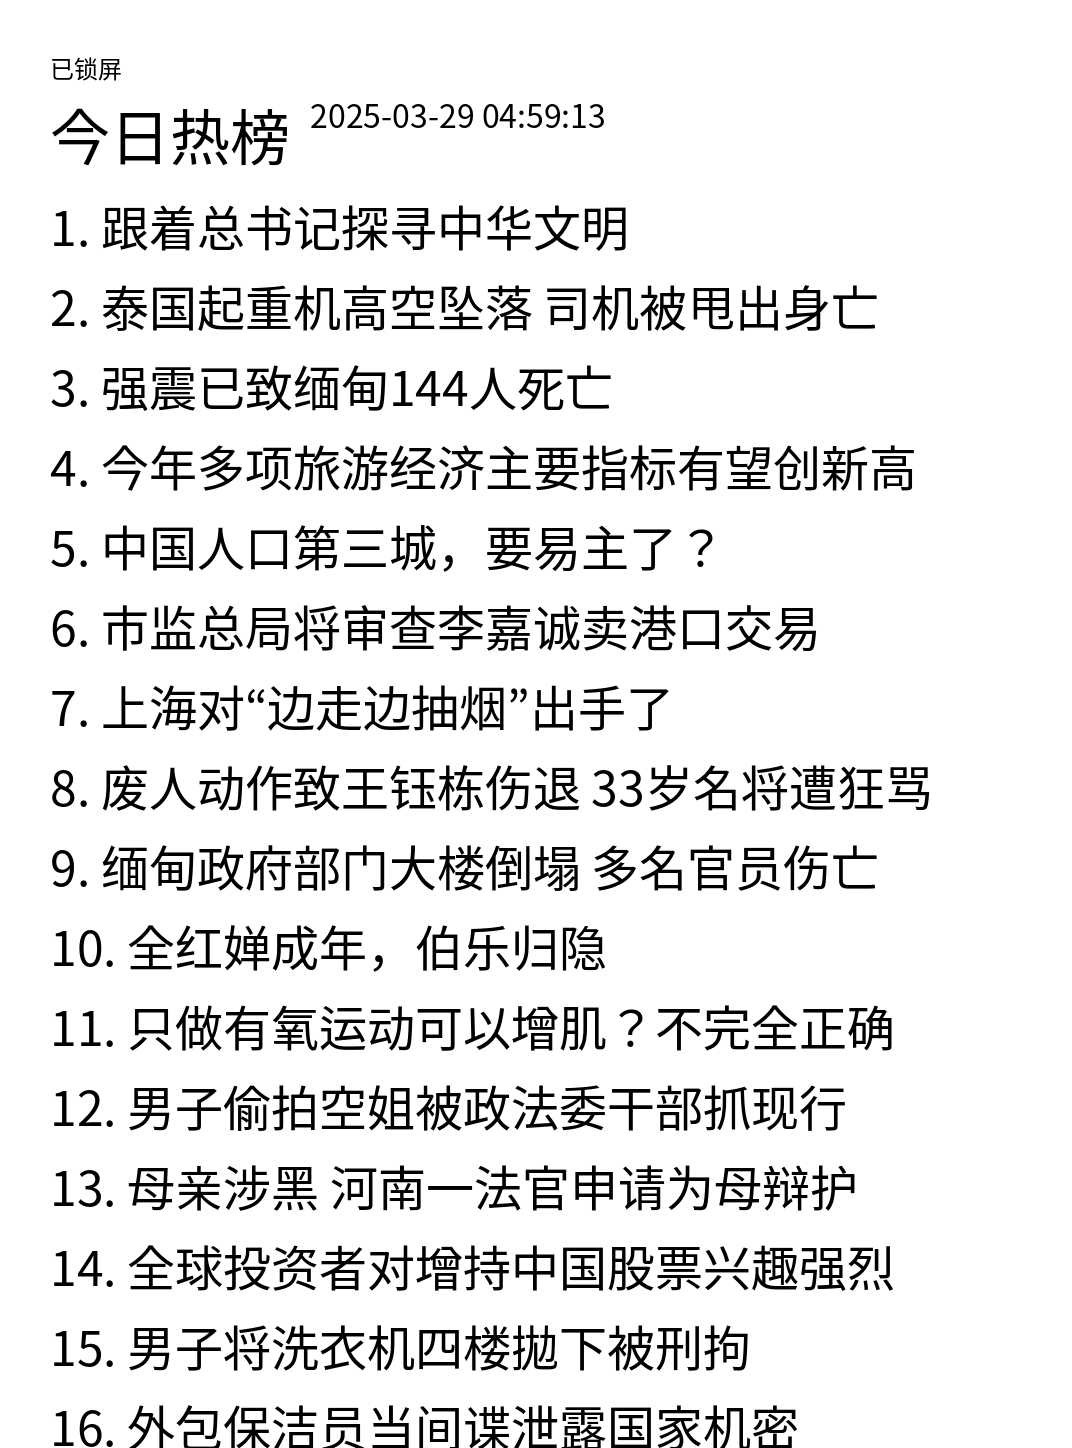 已锁屏
今日热榜 2025-03-29 04:59:13
1. 跟着总书记探寻中华文明
2. 泰国起重机高空坠落 司机被甩出身亡
3. 强震已致缅甸144人死亡
4. 今年多项旅游经济主要指标有望创新高
5. 中国人口第三城，要易主了？
6. 市监总局将审查李嘉诚卖港口交易
7. 上海对“边走边抽烟”出手了
8. 废人动作致王钰栋伤退 33岁名将遭狂骂
9. 缅甸政府部门大楼倒塌 多名官员伤亡
10. 全红婵成年，伯乐归隐
11. 只做有氧运动可以增肌？不完全正确
12. 男子偷拍空姐被政法委干部抓现行
13. 母亲涉黑 河南一法官申请为母辩护
14. 全球投资者对增持中国股票兴趣强烈
15. 男子将洗衣机四楼拋下被刑拘
16. 外包保洁员当间谍泄露国家机密